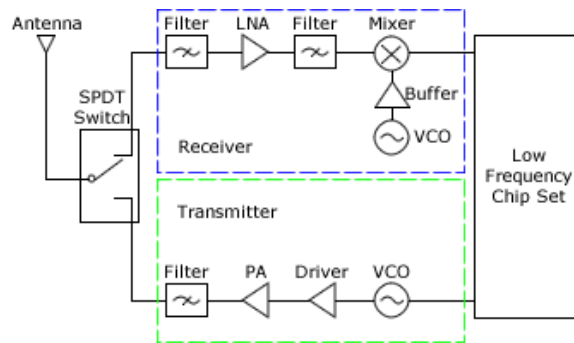 Antenna
Filter
LNA
Filter
Mixer
SPDT
Switch
Buffer
VCO
Receiver
Low
Frequency
Chip Set
Transmitter
Filter
PA
Driver
VCO